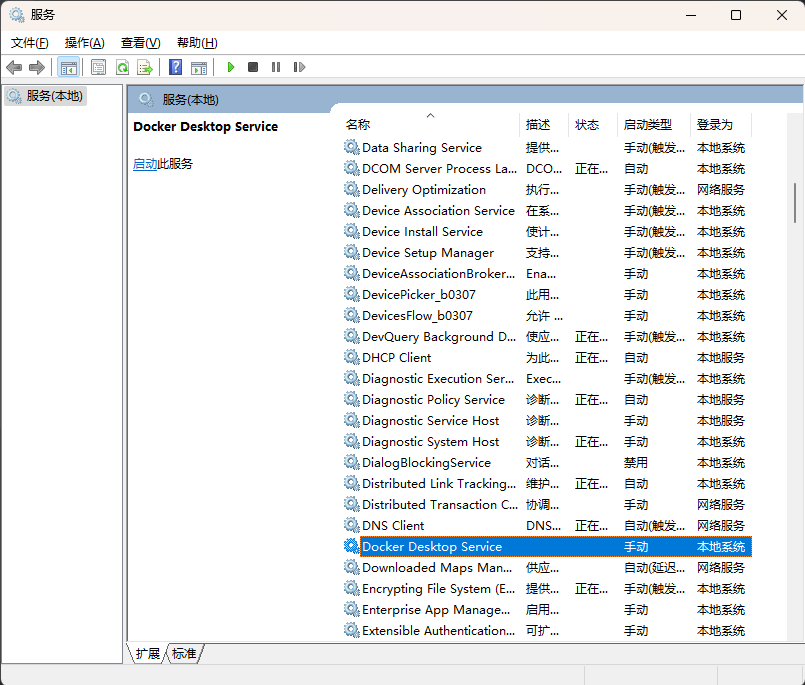 服务
文件(F) 操作(A) 查看(V) 帮助(H)
服务(本地)
服务(本地)
Docker Desktop Service
启动此服务
名称 描述 状态 启动类型 登录为
Data Sharing Service 提供... 手动(触发... 本地系统
DCOM Server Process La... DCO... 正在... 自动 本地系统
Delivery Optimization 执行... 手动(触发... 网络服务
Device Association Service 在系... 手动(触发... 本地系统
Device Install Service 使计... 手动(触发... 本地系统
Device Setup Manager 支持... 手动(触发... 本地系统
DeviceAssociationBroker... Ena... 手动 本地系统
DevicePicker_b0307 此用... 手动 本地系统
DevicesFlow_b0307 允许 ... 手动 本地系统
DevQuery Background D... 使应... 正在... 手动(触发... 本地系统
DHCP Client 为此... 正在... 自动 本地服务
Diagnostic Execution Ser... Exec... 手动(触发... 本地系统
Diagnostic Policy Service 诊断... 正在... 自动 本地服务
Diagnostic Service Host 诊断... 手动 本地服务
Diagnostic System Host 诊断... 正在... 手动 本地系统
DialogBlockingService 对话... 禁用 本地系统
Distributed Link Tracking... 维护... 正在... 自动 本地系统
Distributed Transaction C... 协调... 手动 网络服务
DNS Client DNS... 正在... 自动(触发... 网络服务
Docker Desktop Service 手动 本地系统
Downloaded Maps Man... 供应... 自动(延迟... 网络服务
Encrypting File System (E... 提供... 正在... 手动(触发... 本地系统
Enterprise App Manage... 启用... 手动 本地系统
Extensible Authentication... 可扩... 手动 本地系统
扩展 标准